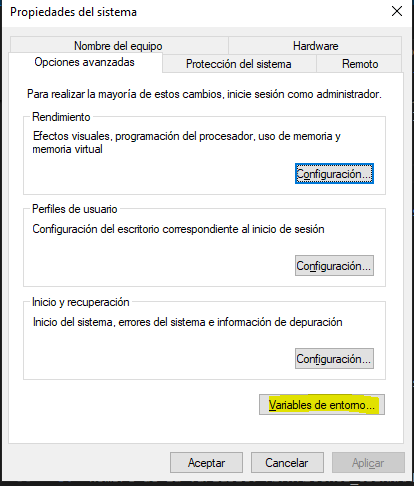 Propiedades del sistema
Nombre del equipo
Hardware
Opciones avanzadas
Protección del sistema
Remoto
Para realizar la mayoría de estos cambios, inicie sesión como administrador.
Rendimiento
Efectos visuales, programación del procesador, uso de memoria y
memoria virtual
Configuración...
Perfiles de usuario
Configuración del escritorio correspondiente al inicio de sesión
Configuración...
Inicio y recuperación
Inicio del sistema, errores del sistema e información de depuración
Configuración...
Variables de entorno...
Aceptar
Cancelar
Aplicar